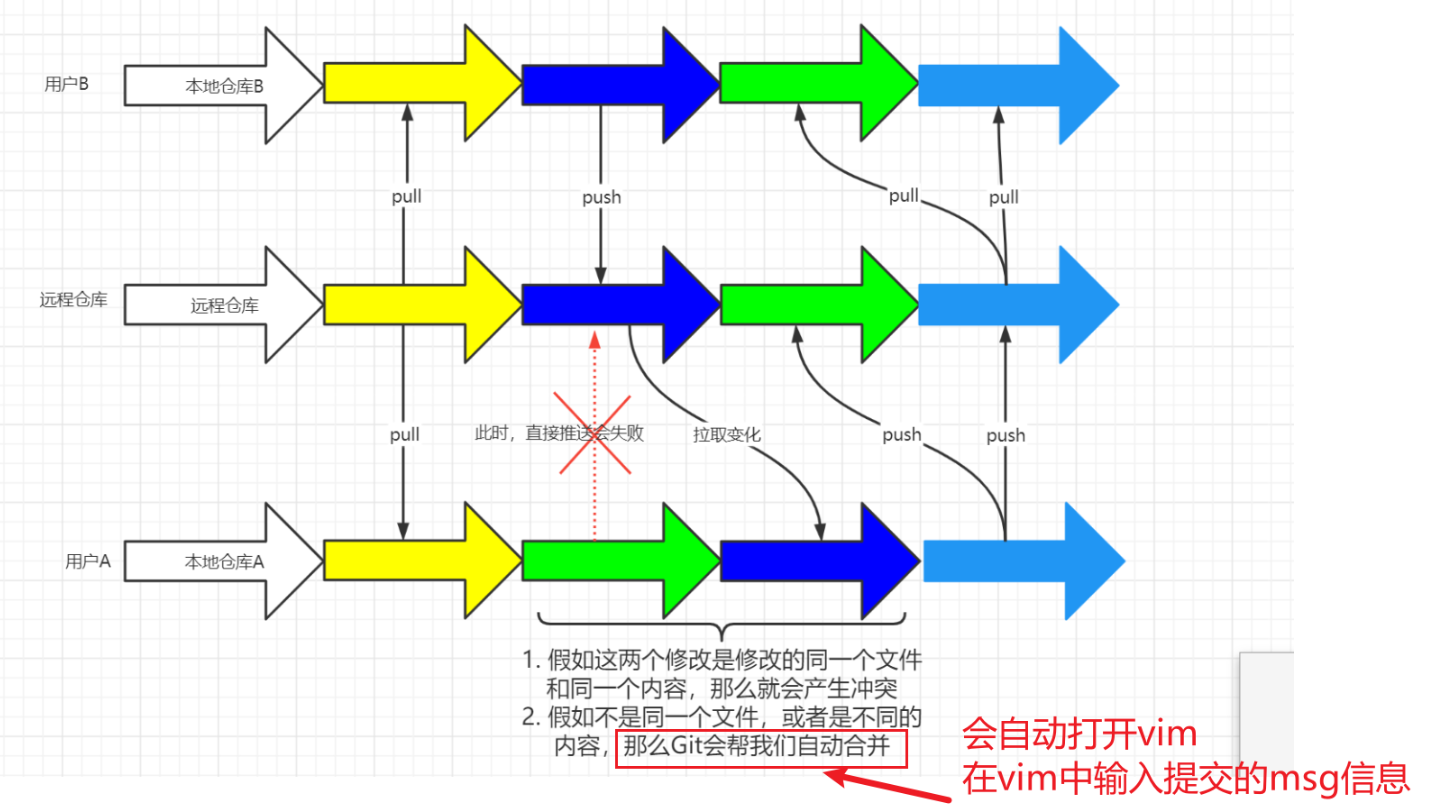 用户B
本地仓库B
pull
push
pull
pull
远程仓库
远程仓库
pull
此时，直接推送会失败
拉取变化
push
push
用户A
本地仓库A
1. 假如这两个修改是修改的同一个文件
和同一个内容，那么就会产生冲突
2. 假如不是同一个文件，或者是不同的
内容，那么Git会帮我们自动合并
会自动打开vim
在vim中输入提交的msg信息